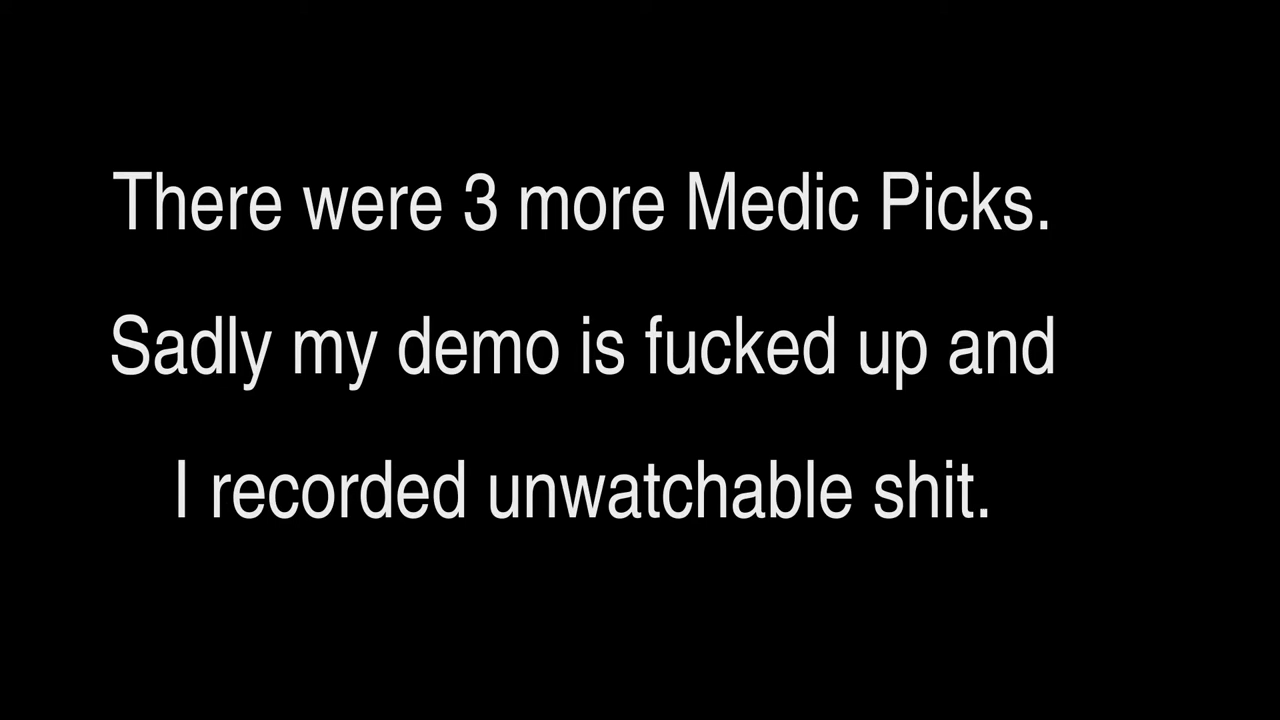 There were 3 more Medic Picks.
Sadly my demo is fucked up and
I recorded unwatchable shit.